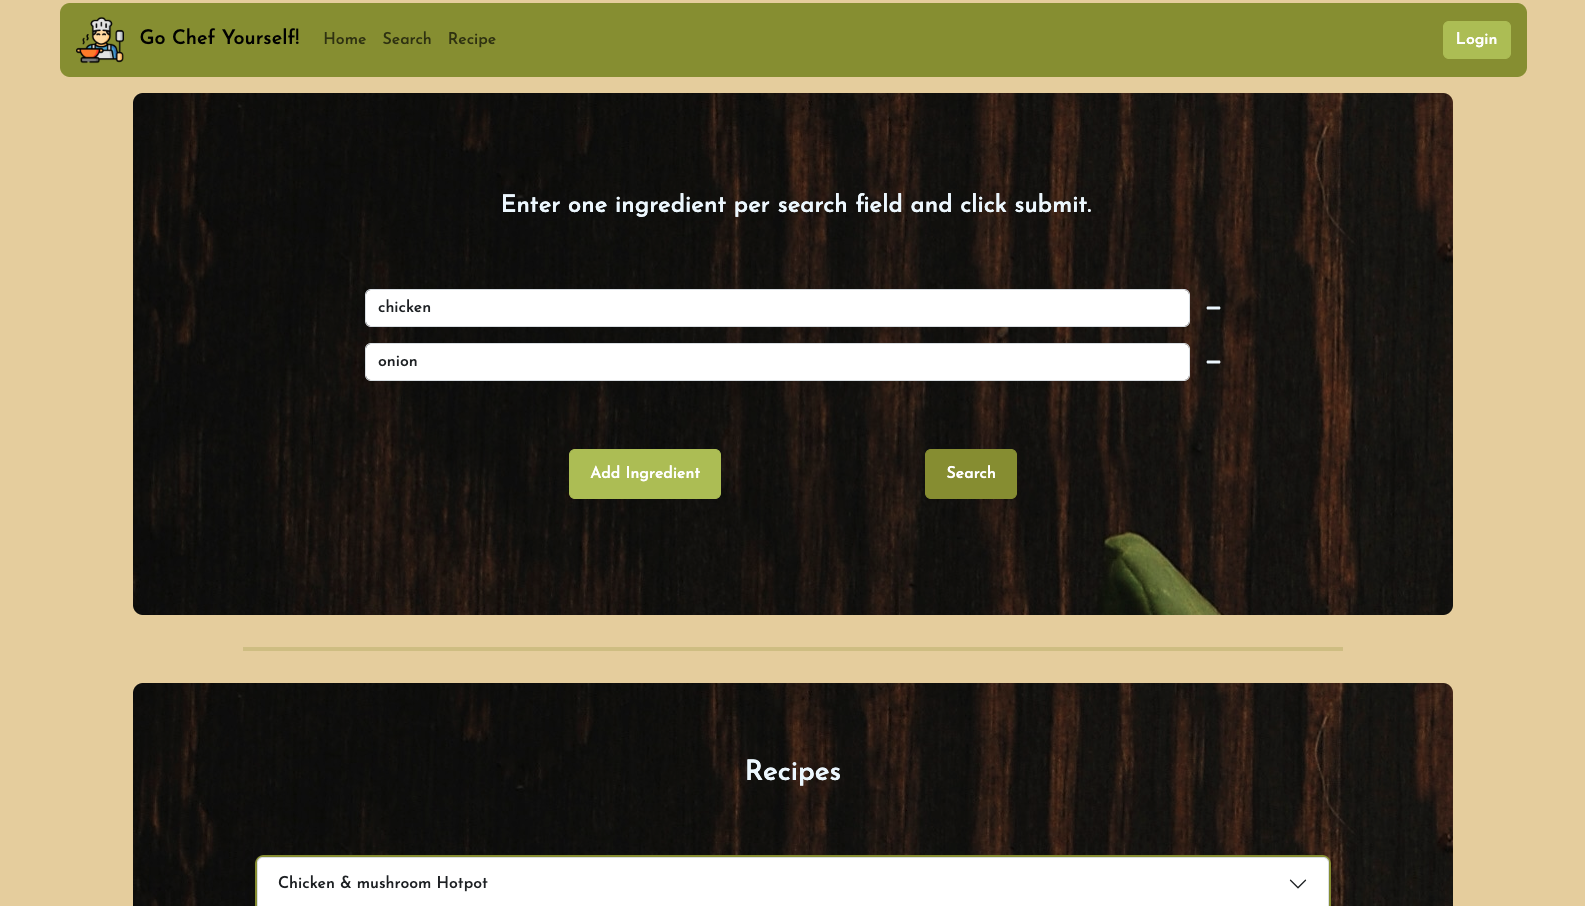 Go Chef Yourself! Home Search Recipe Login
Enter one ingredient per search field and click submit.
chicken
onion
Add Ingredient Search
Recipes
Chicken & mushroom Hotpot